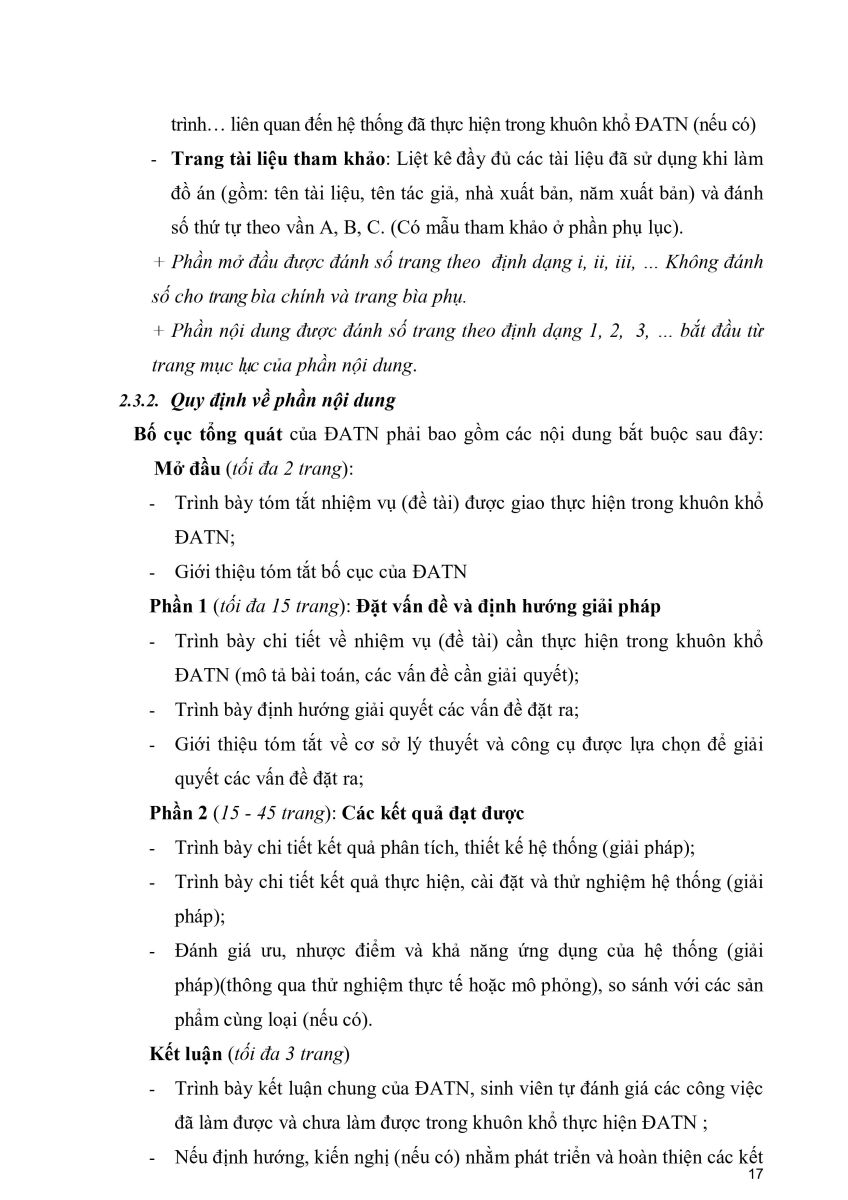 trình… liên quan đến hệ thống đã thực hiện trong khuôn khổ ĐATN (nếu có)
- Trang tài liệu tham khảo: Liệt kê đầy đủ các tài liệu đã sử dụng khi làm
đồ án (gồm: tên tài liệu, tên tác giả, nhà xuất bản, năm xuất bản) và đánh
số thứ tự theo vần A, B, C. (Có mẫu tham khảo ở phần phụ lục).
+ Phần mở đầu được đánh số trang theo định dạng i, ii, iii, … Không đánh
số cho trang bìa chính và trang bìa phụ.
+ Phần nội dung được đánh số trang theo định dạng 1, 2, 3, … bắt đầu từ
trang mục lục của phần nội dung.
2.3.2. Quy định về phần nội dung
Bố cục tổng quát của ĐATN phải bao gồm các nội dung bắt buộc sau đây:
Mở đầu (tối đa 2 trang):
- Trình bày tóm tắt nhiệm vụ (đề tài) được giao thực hiện trong khuôn khổ
ĐATN;
- Giới thiệu tóm tắt bố cục của ĐATN
Phần 1 (tối đa 15 trang): Đặt vấn đề và định hướng giải pháp
- Trình bày chi tiết về nhiệm vụ (đề tài) cần thực hiện trong khuôn khổ
ĐATN (mô tả bài toán, các vấn đề cần giải quyết);
- Trình bày định hướng giải quyết các vấn đề đặt ra;
- Giới thiệu tóm tắt về cơ sở lý thuyết và công cụ được lựa chọn để giải
quyết các vấn đề đặt ra;
Phần 2 (15 - 45 trang): Các kết quả đạt được
- Trình bày chi tiết kết quả phân tích, thiết kế hệ thống (giải pháp);
- Trình bày chi tiết kết quả thực hiện, cài đặt và thử nghiệm hệ thống (giải
pháp);
- Đánh giá ưu, nhược điểm và khả năng ứng dụng của hệ thống (giải
pháp)(thông qua thử nghiệm thực tế hoặc mô phỏng), so sánh với các sản
phẩm cùng loại (nếu có).
Kết luận (tối đa 3 trang)
- Trình bày kết luận chung của ĐATN, sinh viên tự đánh giá các công việc
đã làm được và chưa làm được trong khuôn khổ thực hiện ĐATN ;
- Nếu định hướng, kiến nghị (nếu có) nhằm phát triển và hoàn thiện các kết
17